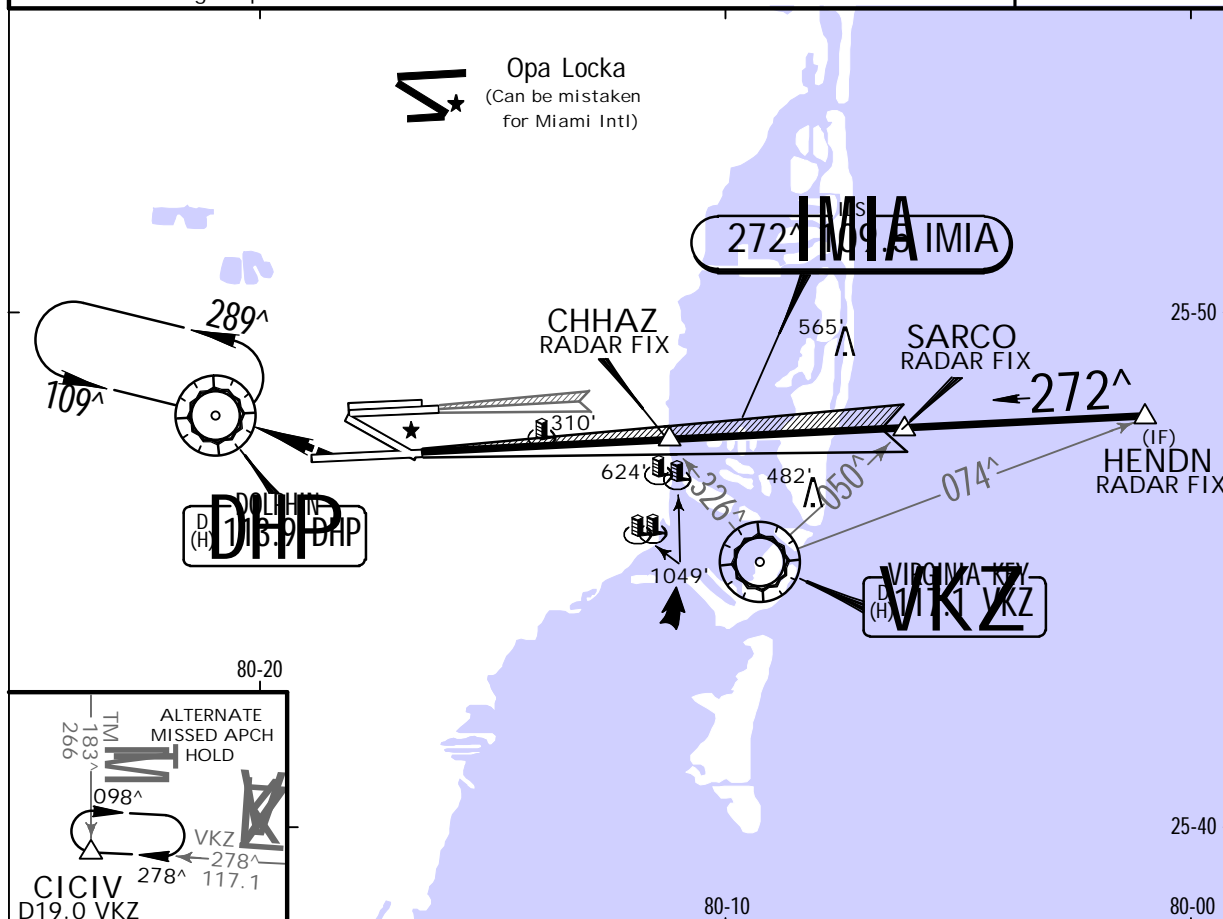 Opa Locka
(Can be mistaken
for Miami Intl)
IMIA
272^ IMIA
289^
109^
CHHAZ
RADAR FIX
565'
SARCO
RADAR FIX
25-50
272^
310'
(IF)
HENDN
RADAR FIX
624'
482'
326^
050^
074^
DOLPHIN
DHP
D
(H) 113.9 DHP
1049'
VIRGINIA KEY
VKZ
D
(H) 117.1 VKZ
80-20
ALTERNATE
MISSED APCH
HOLD
TM
183^
266
098^
VKZ
278^
117.1
278^
CICIV
D19.0 VKZ
25-40
80-10
80-00